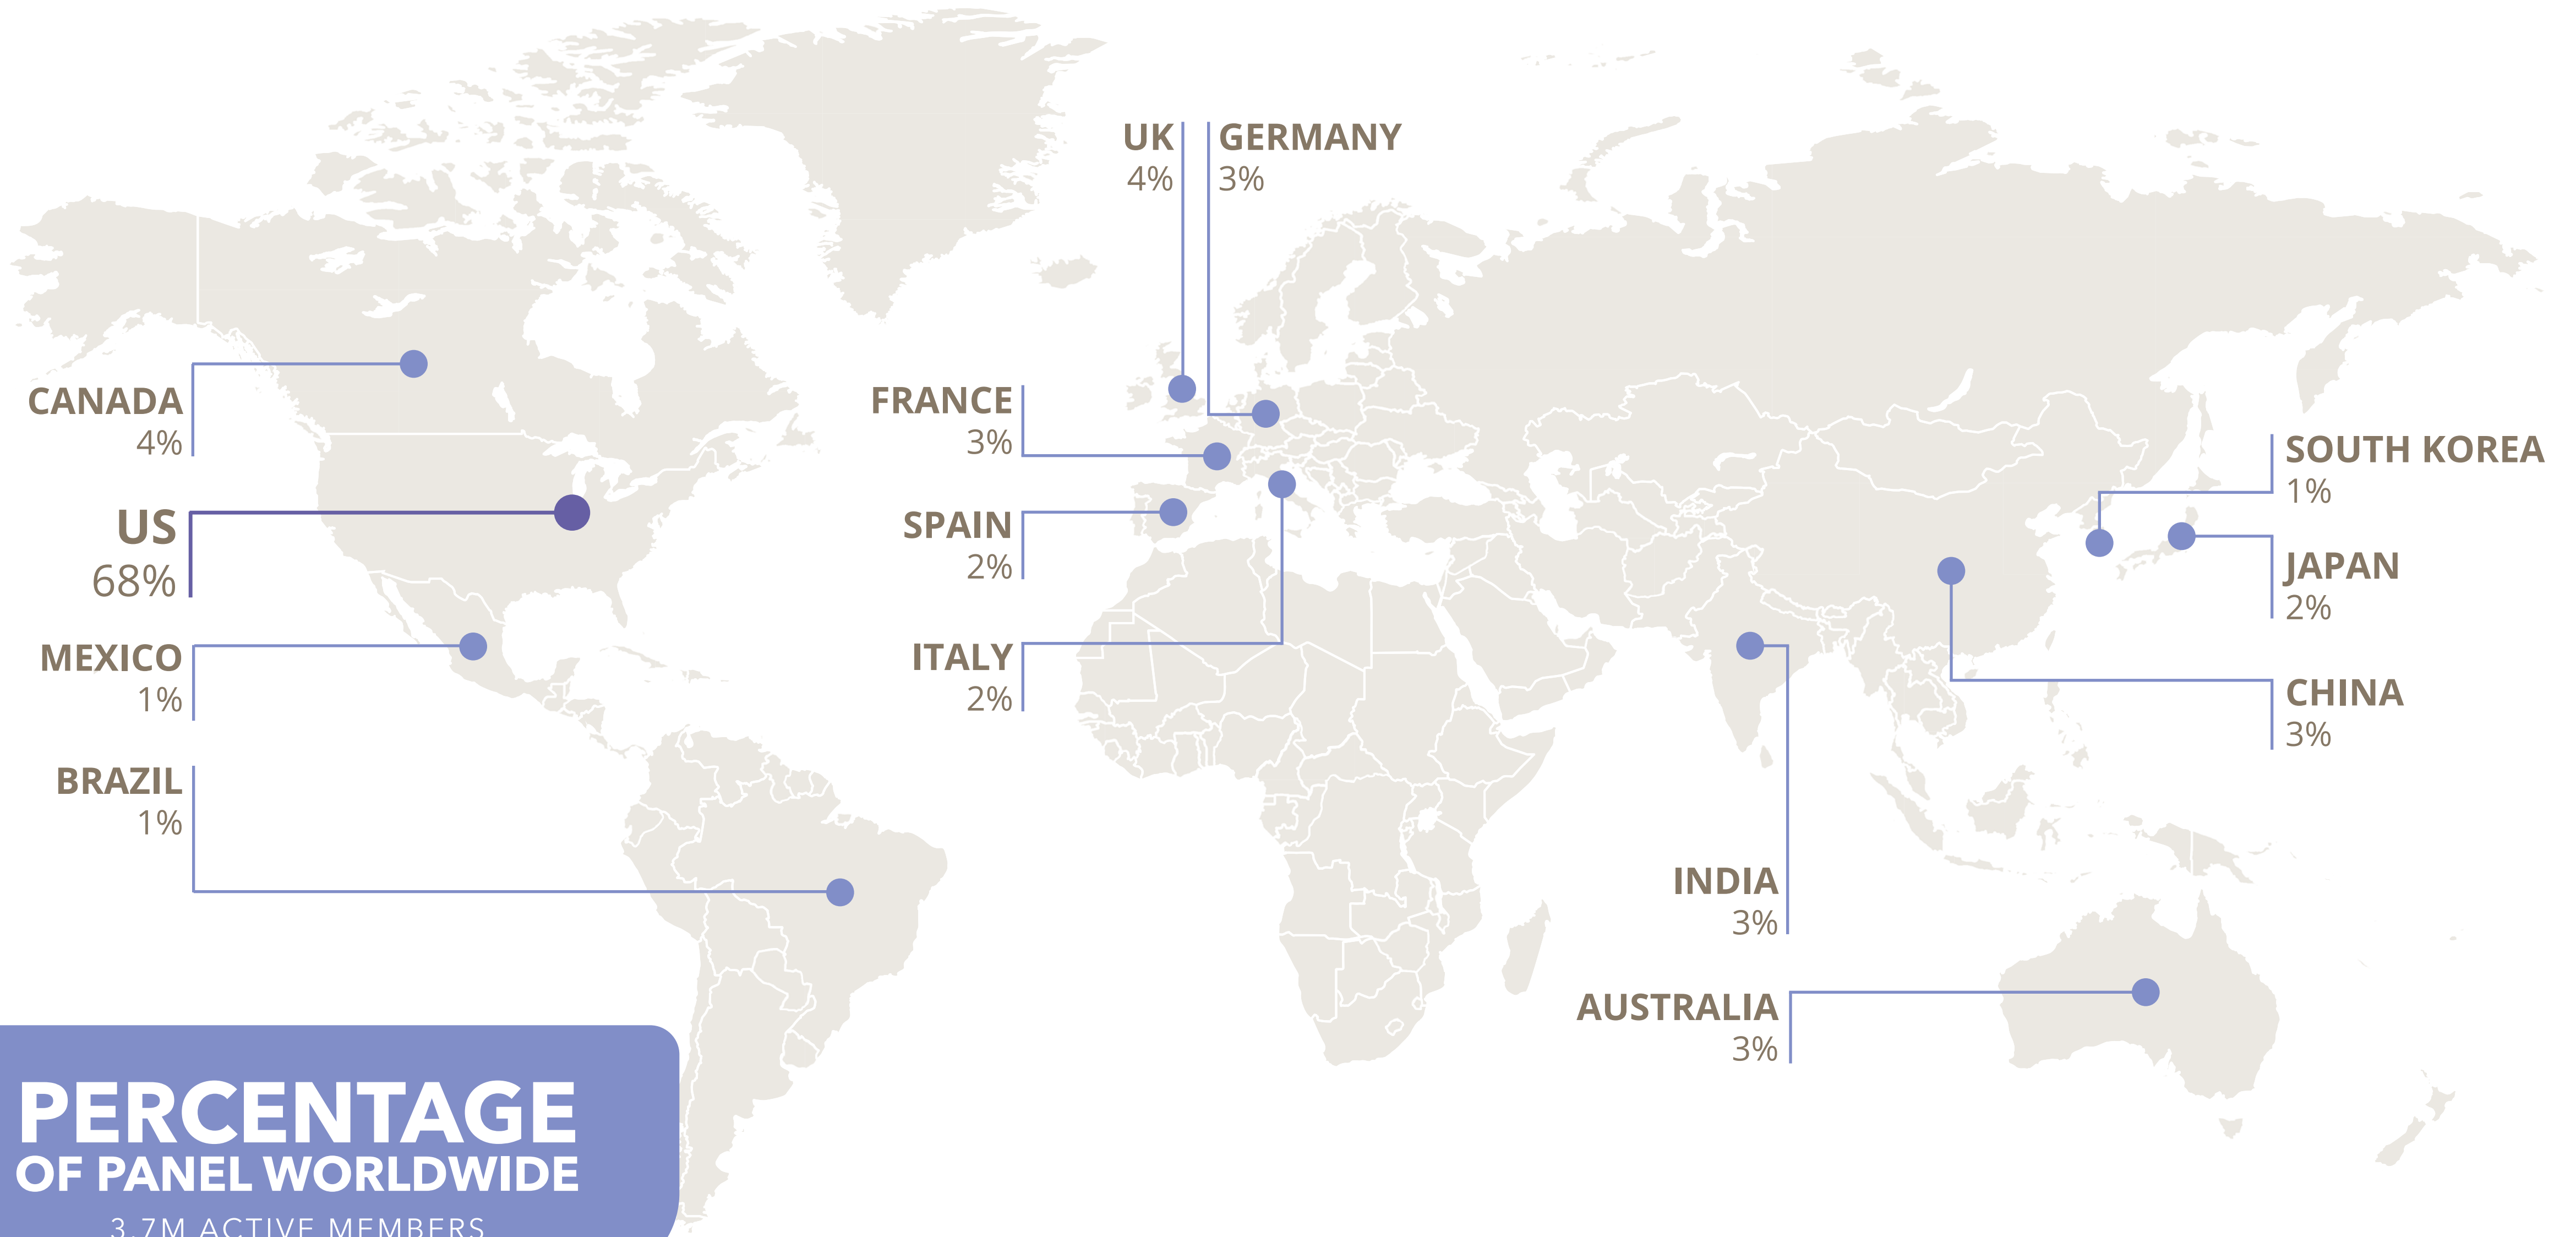 UK
4%
GERMANY
3%
CANADA
4%
US
68%
MEXICO
1%
BRAZIL
1%
FRANCE
3%
SPAIN
2%
ITALY
2%
SOUTH KOREA
1%
JAPAN
2%
CHINA
3%
INDIA
3%
AUSTRALIA
3%
PERCENTAGE
OF PANEL WORLDWIDE
3.7M ACTIVE MEMBERS